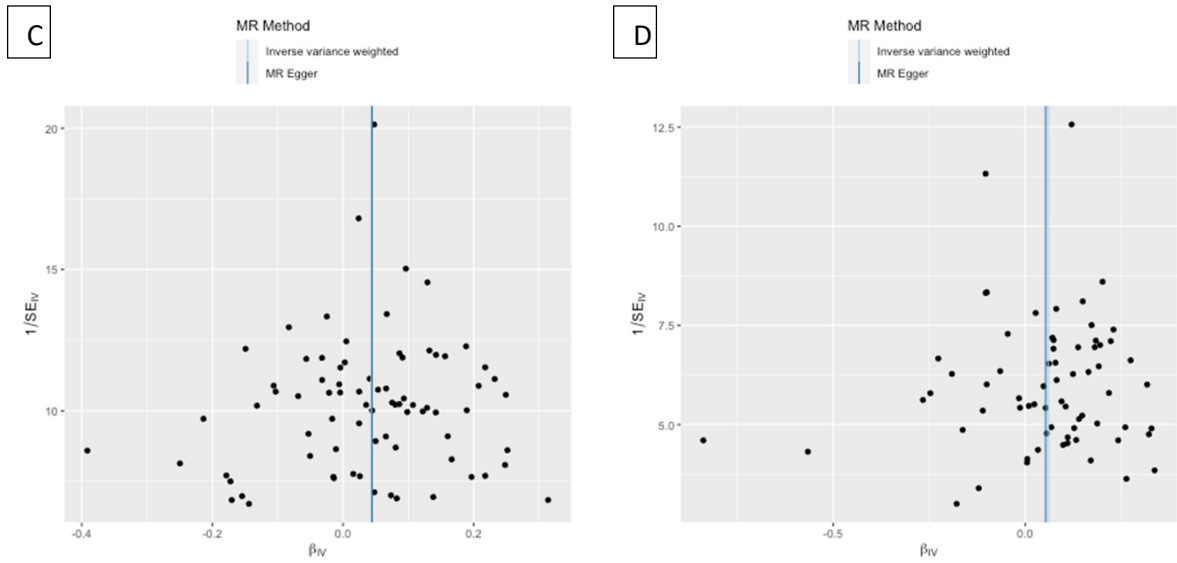 C
MR Method
Inverse variance weighted
MR Egger
20
15
10
1/SE_IV
-0.4 -0.2 0.0 0.2
β_IV
D
MR Method
Inverse variance weighted
MR Egger
12.5
10.0
7.5
5.0
1/SE_IV
-0.5 0.0
β_IV